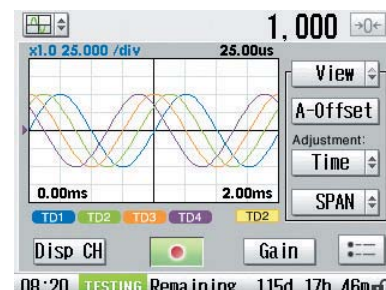 1,000 →0←
x1.0 25.000 /div 25.00us
View
A-Offset
Adjustment:
Time
0.00ms 2.00ms
SPAN
TD1 TD2 TD3 TD4 TD2
Disp CH Gain
08:20 TESTING Remaining 115d 17h 46m